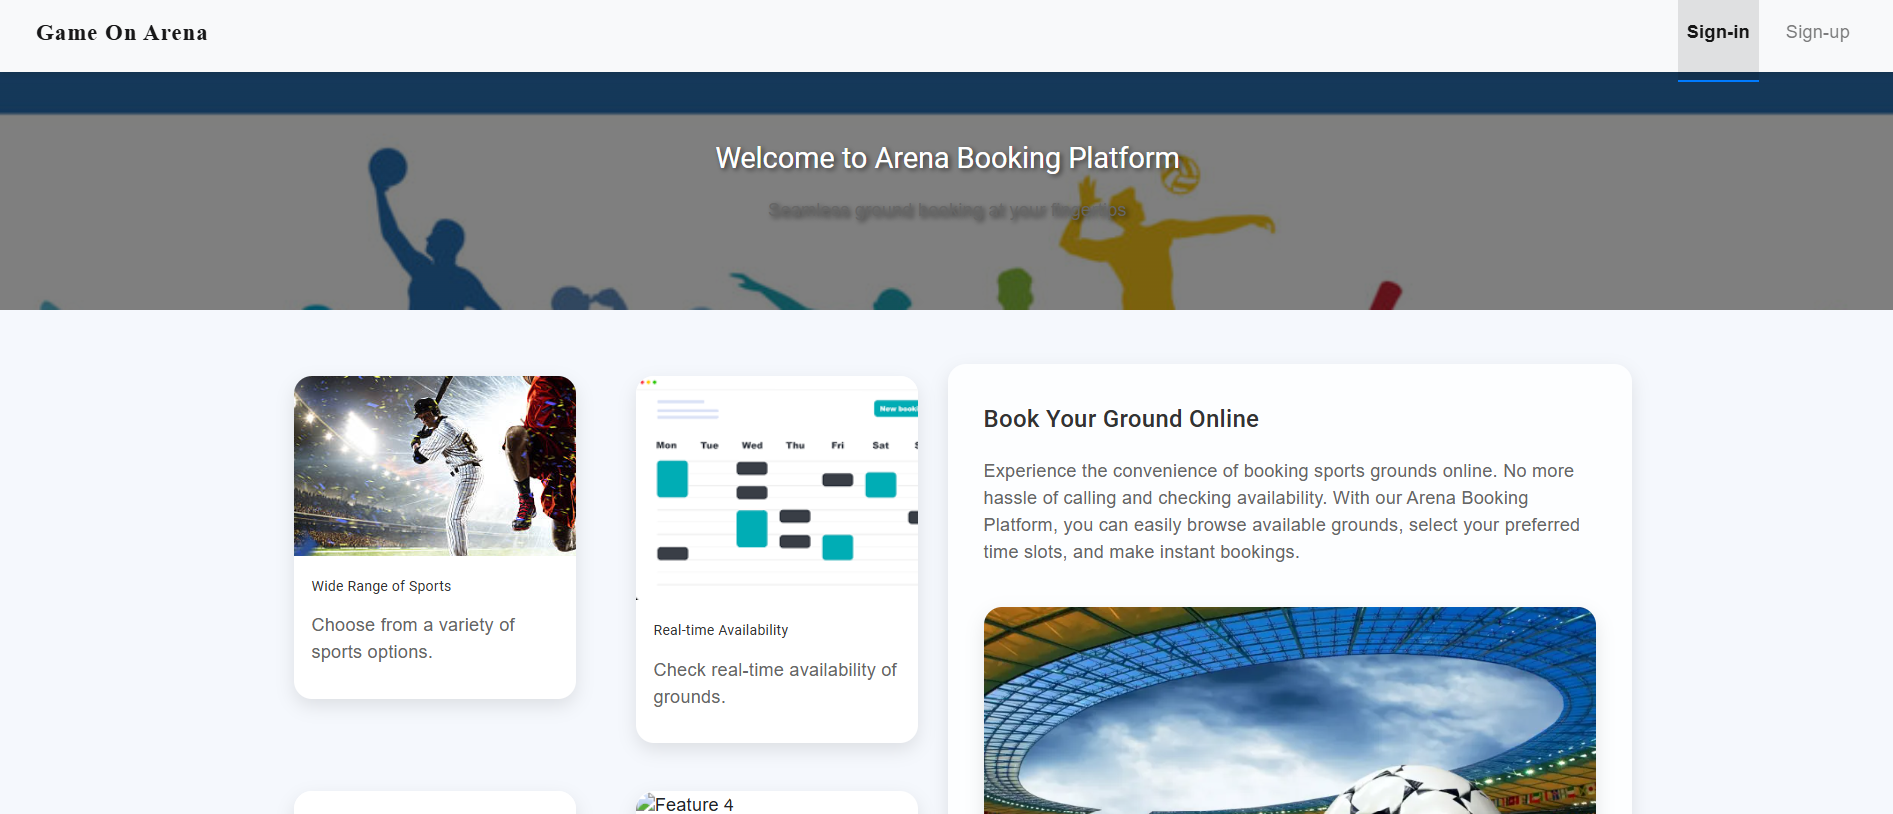 Game On Arena
Sign-in
Sign-up
Welcome to Arena Booking Platform
Seamless ground booking at your fingertips
New book
Mon Tue Wed Thu Fri Sat S
Wide Range of Sports
Choose from a variety of
sports options.
Real-time Availability
Check real-time availability of
grounds.
Feature 4
Book Your Ground Online
Experience the convenience of booking sports grounds online. No more
hassle of calling and checking availability. With our Arena Booking
Platform, you can easily browse available grounds, select your preferred
time slots, and make instant bookings.